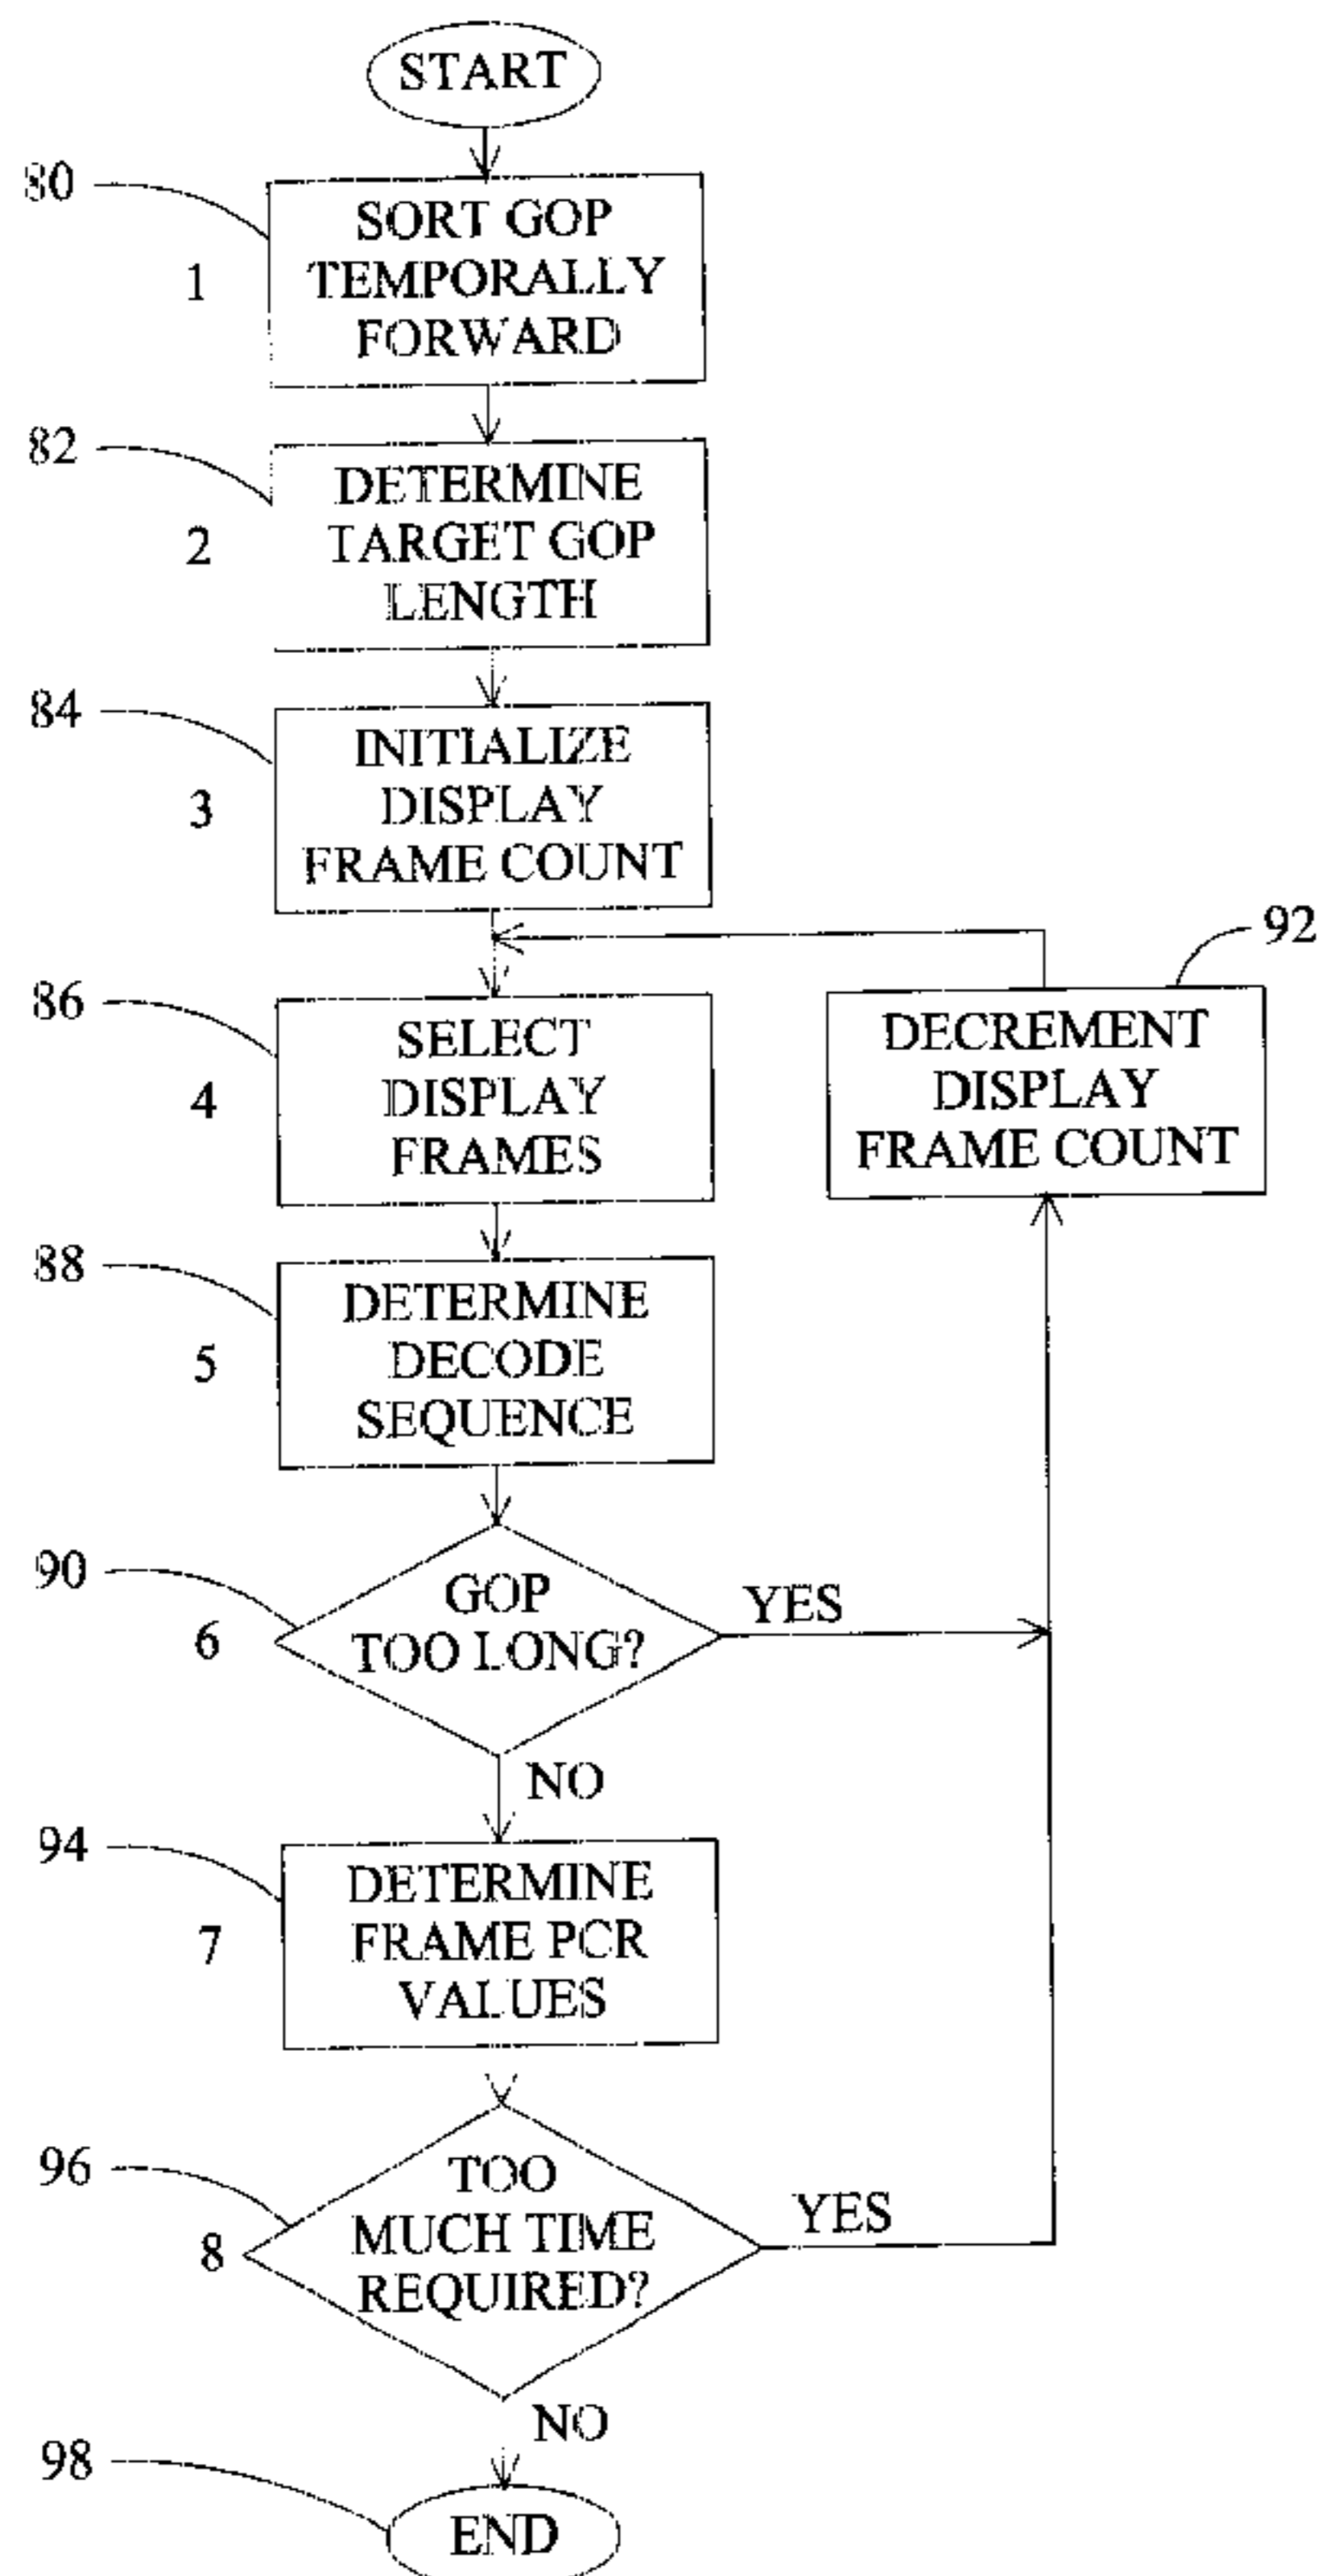 START
80
1
SORT GOP
TEMPORALLY
FORWARD
82
2
DETERMINE
TARGET GOP
LENGTH
84
3
INITIALIZE
DISPLAY
FRAME COUNT
92
DECREMENT
DISPLAY
FRAME COUNT
86
4
SELECT
DISPLAY
FRAMES
88
5
DETERMINE
DECODE
SEQUENCE
90
6
GOP
TOO LONG?
YES
NO
94
7
DETERMINE
FRAME PCR
VALUES
96
8
TOO
MUCH TIME
REQUIRED?
YES
NO
98
END